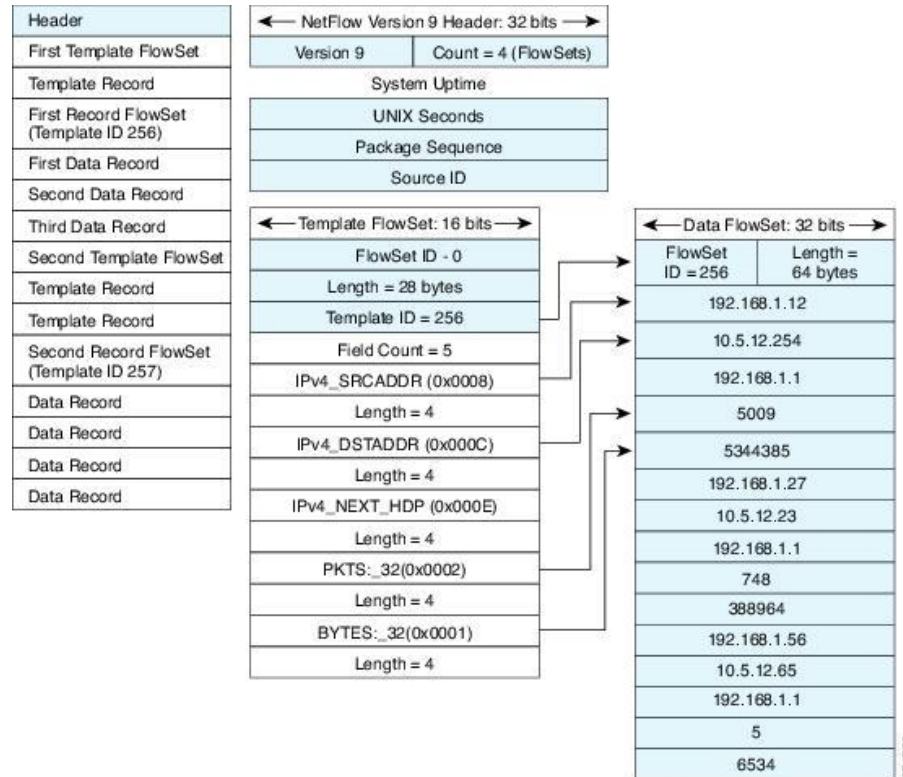 Header
First Template FlowSet
Template Record
First Record FlowSet
(Template ID 256)
First Data Record
Second Data Record
Third Data Record
Second Template FlowSet
Template Record
Template Record
Second Record FlowSet
(Template ID 257)
Data Record
Data Record
Data Record
Data Record
NetFlow Version 9 Header: 32 bits
Version 9
Count = 4 (FlowSets)
System Uptime
UNIX Seconds
Package Sequence
Source ID
Template FlowSet: 16 bits
FlowSet ID - 0
Length = 28 bytes
Template ID = 256
Field Count = 5
IPv4_SRCADDR (0x0008)
Length = 4
IPv4_DSTADDR (0x000C)
Length = 4
IPv4_NEXT_HDP (0x000E)
Length = 4
PKTS:_32(0x0002)
Length = 4
BYTES:_32(0x0001)
Length = 4
Data FlowSet: 32 bits
FlowSet
ID = 256
Length =
64 bytes
192.168.1.12
10.5.12.254
192.168.1.1
5009
5344385
192.168.1.27
10.5.12.23
192.168.1.1
748
388964
192.168.1.56
10.5.12.65
192.168.1.1
5
6534